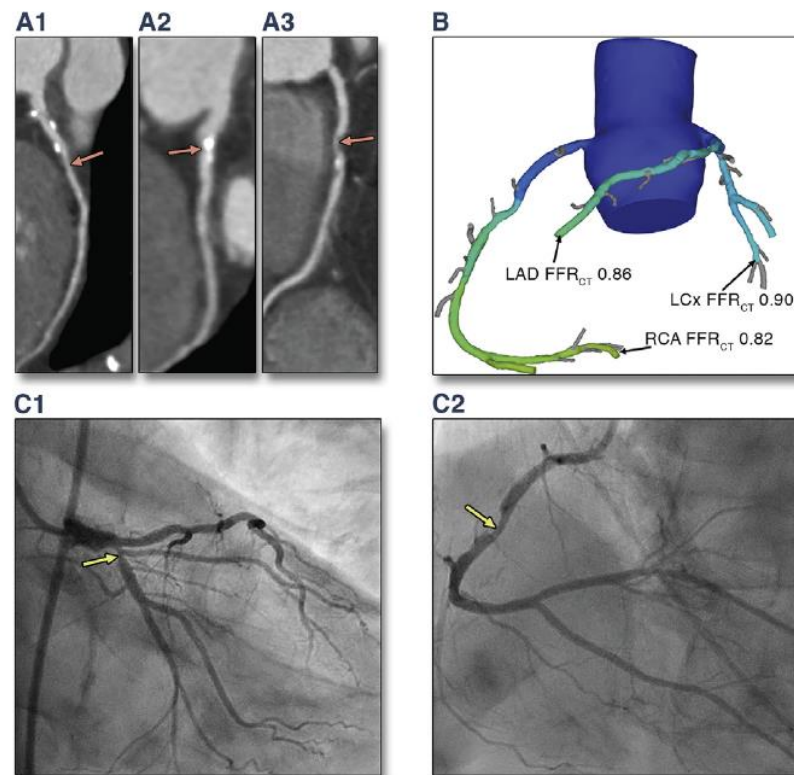 A1
A2
A3
B
LAD FFRCT 0.86
LCx FFRCT 0.90
RCA FFRCT 0.82
C1
C2